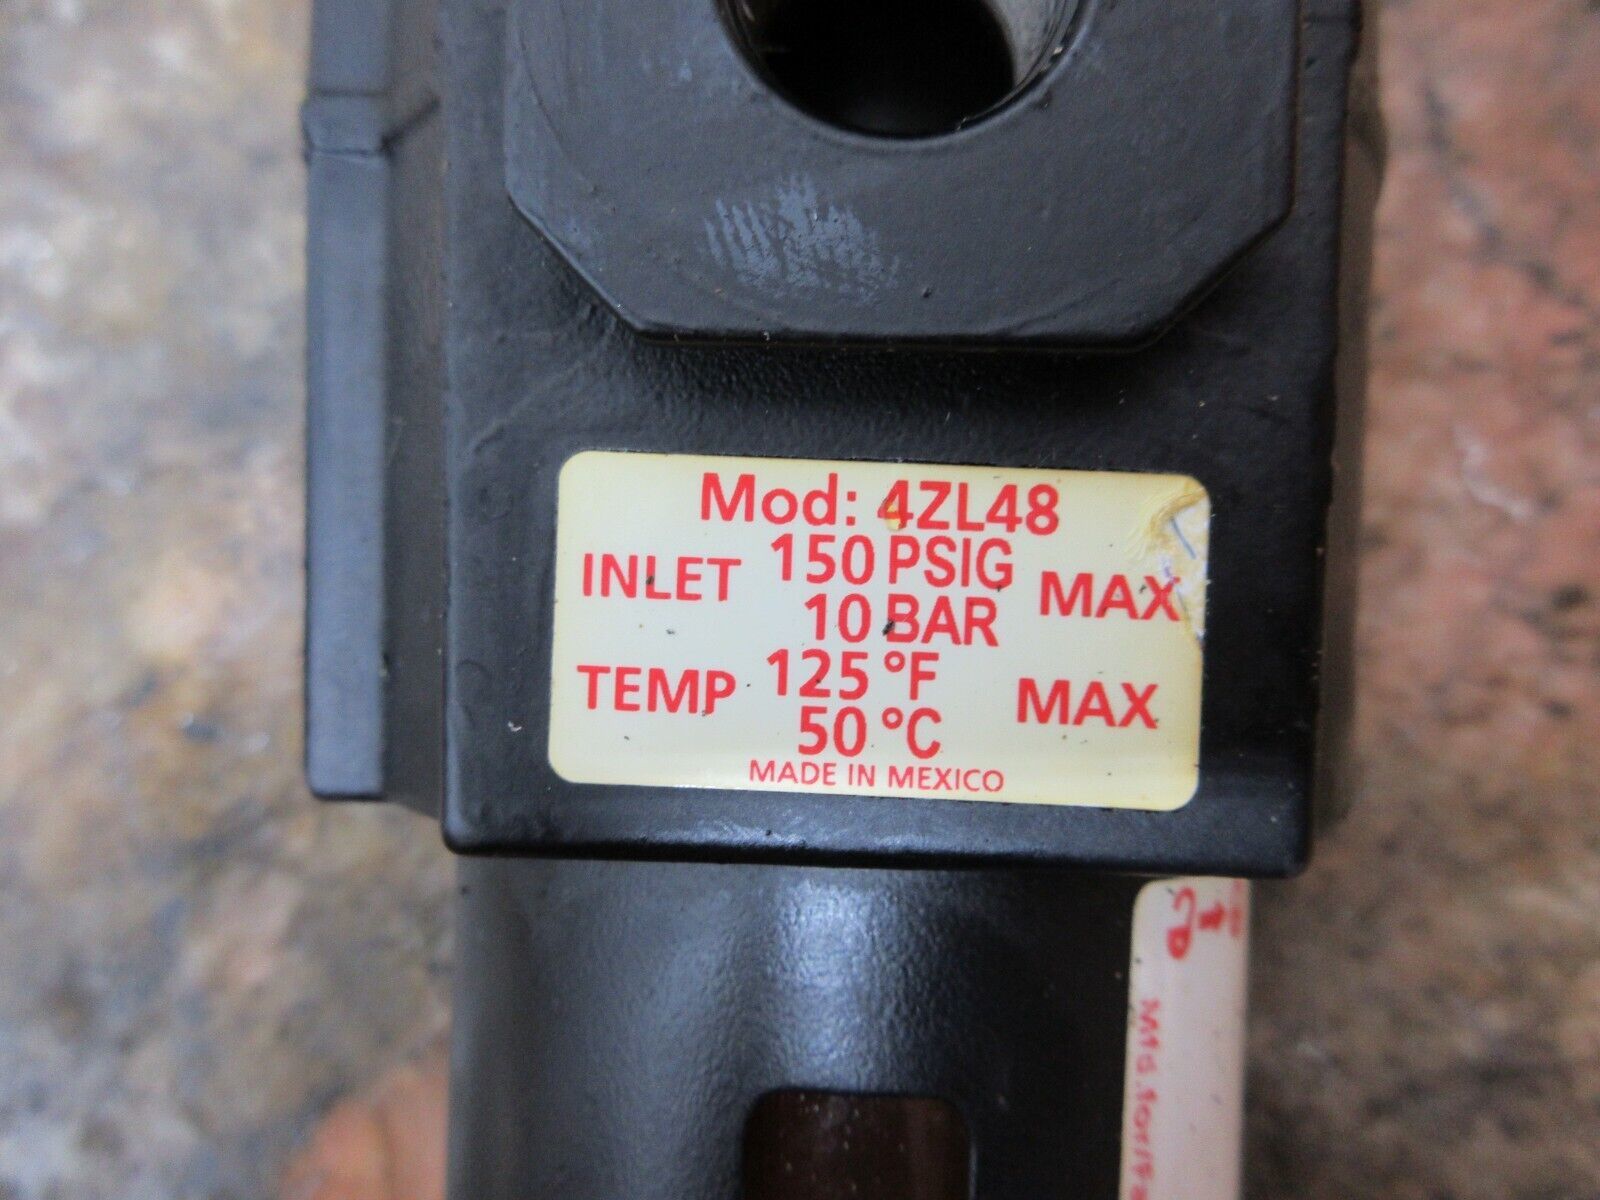 Mod: 4ZL48
INLET 150 PSIG MAX
10 BAR
TEMP 125 °F MAX
50 °C
MADE IN MEXICO